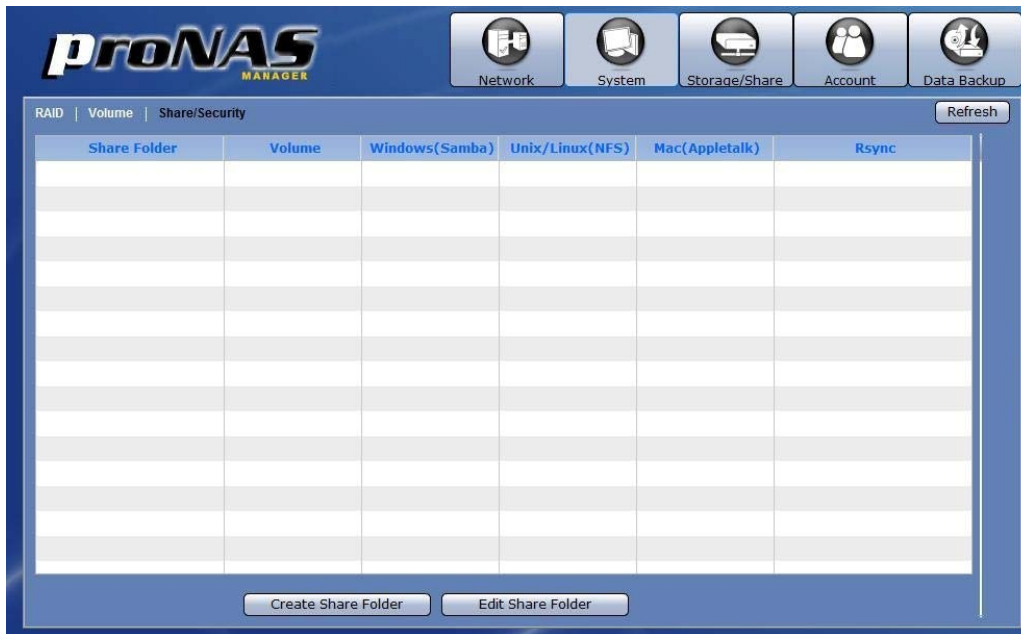 proNAS
MANAGER
Network System Storage/Share Account Data Backup
RAID | Volume | Share/Security Refresh
Share Folder Volume Windows(Samba) Unix/Linux(NFS) Mac(Appletalk) Rsync
Create Share Folder Edit Share Folder